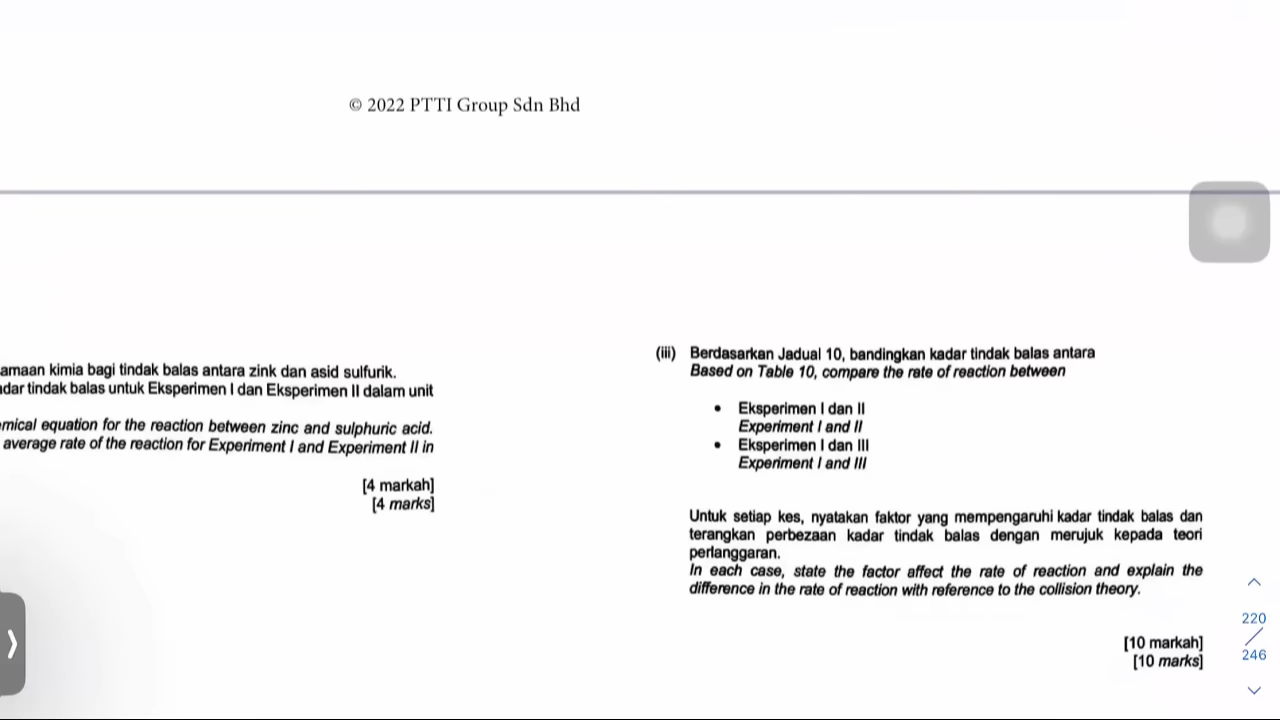 © 2022 PTTI Group Sdn Bhd
amaan kimia bagi tindak balas antara zink dan asid sulfurik.
dar tindak balas untuk Eksperimen I dan Eksperimen II dalam unit
mical equation for the reaction between zinc and sulphuric acid.
average rate of the reaction for Experiment I and Experiment II in
[4 markah]
[4 marks]
(iii) Berdasarkan Jadual 10, bandingkan kadar tindak balas antara
Based on Table 10, compare the rate of reaction between
• Eksperimen I dan II
Experiment I and II
• Eksperimen I dan III
Experiment I and III
Untuk setiap kes, nyatakan faktor yang mempengaruhi kadar tindak balas dan
terangkan perbezaan kadar tindak balas dengan merujuk kepada teori
perlanggaran.
In each case, state the factor affect the rate of reaction and explain the
difference in the rate of reaction with reference to the collision theory.
[10 markah]
[10 marks]
220
/
246